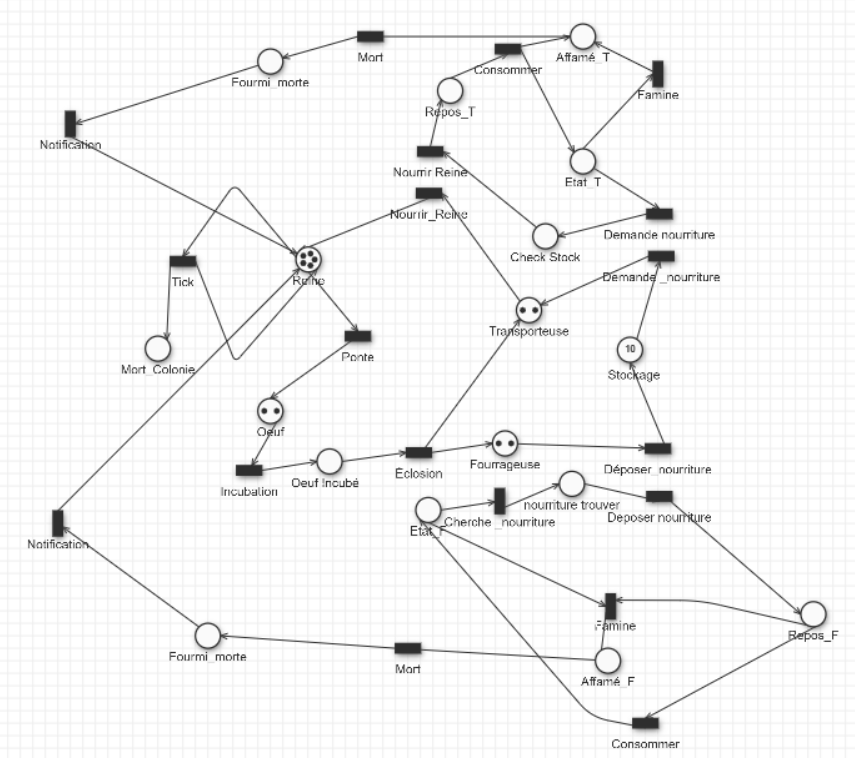 Mort
Affamé_T
Consommer
Fourmi_morte
Famine
Repos_T
Notification
Nourrir Reine
Etat_T
Nourrir_Reine
Demande nourriture
Check Stock
Tick
Reine
Demande _nourriture
Transporteuse
Ponte
Mort_Colonie
10
Stockage
Oeuf
Incubation
Oeuf Incubé
Éclosion
Fourrageuse
Déposer_nourriture
Etat_F
Cherche _nourriture
nourriture trouver
Deposer nourriture
Notification
Famine
Repos_F
Fourmi_morte
Mort
Affamé_F
Consommer